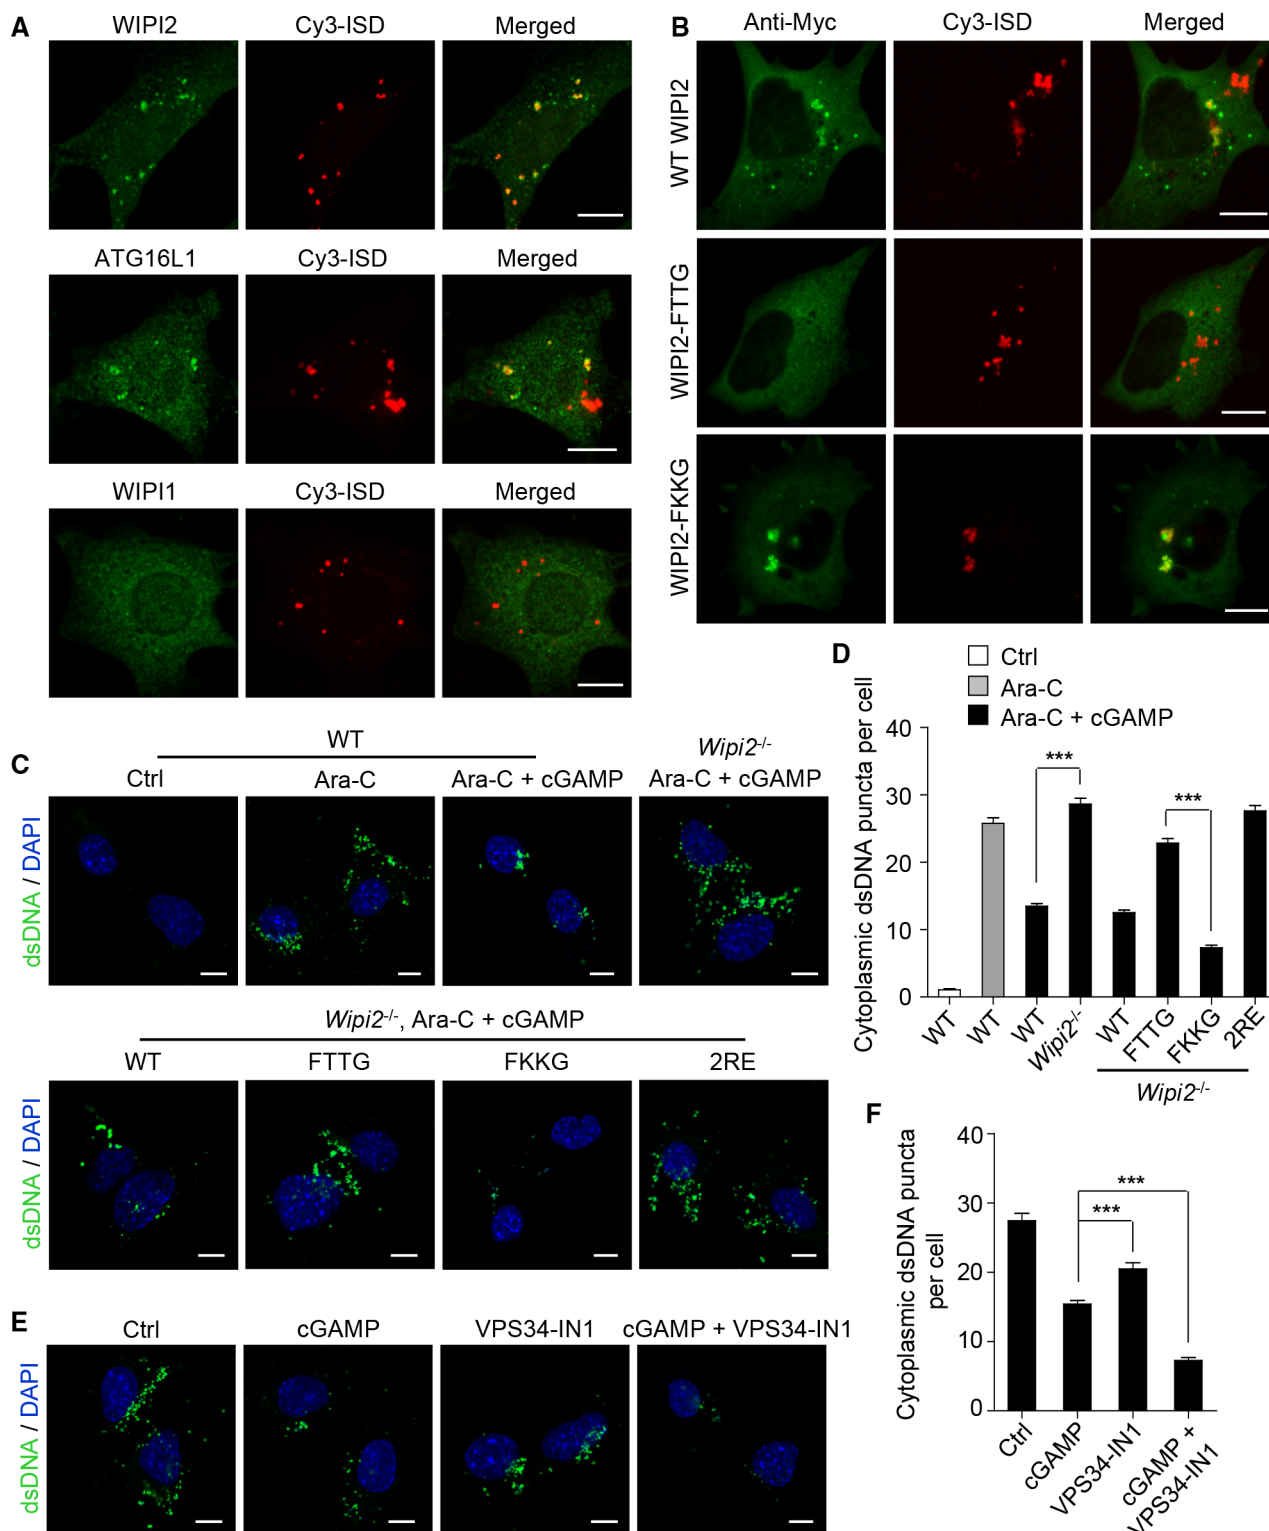 A
WIPI2 Cy3-ISD Merged
ATG16L1 Cy3-ISD Merged
WIPI1 Cy3-ISD Merged
B
Anti-Myc Cy3-ISD Merged
WT WIPI2
WIPI2-FTTG
WIPI2-FKKG
C
WT
Wipi2-/-
Ctrl Ara-C Ara-C + cGAMP Ara-C + cGAMP
dsDNA / DAPI
Wipi2-/-, Ara-C + cGAMP
WT FTTG FKKG 2RE
dsDNA / DAPI
D
Ctrl
Ara-C
Ara-C + cGAMP
Cytoplasmic dsDNA puncta per cell
40
30
20
10
0
***
***
WT WT WT Wipi2-/- WT FTTG FKKG 2RE
Wipi2-/-
E
Ctrl cGAMP VPS34-IN1 cGAMP + VPS34-IN1
dsDNA / DAPI
F
Cytoplasmic dsDNA puncta
per cell
40
30
20
10
0
***
***
Ctrl
cGAMP
VPS34-IN1
cGAMP +
VPS34-IN1